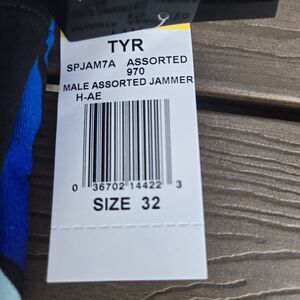 TYR
SPJAM7A ASSORTED
970
MALE ASSORTED JAMMER
H-AE
0 36702 14422 3
SIZE 32